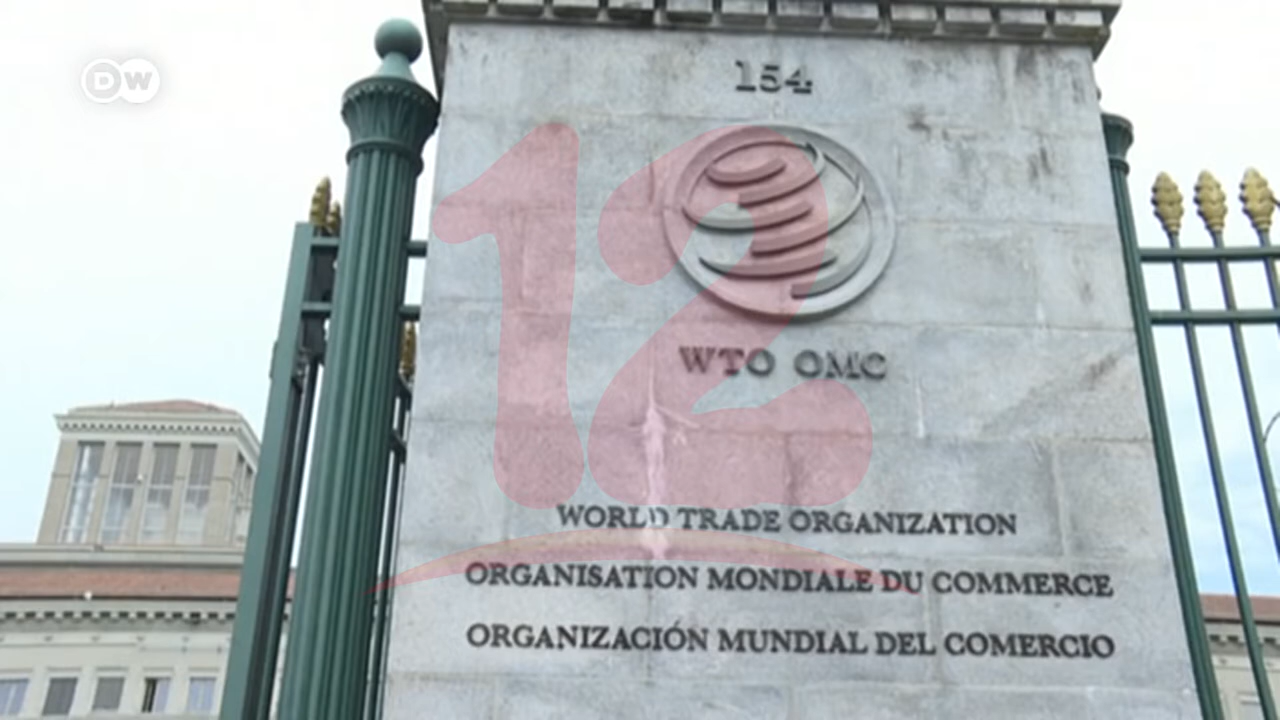 DW
154
12
WTO OMC
WORLD TRADE ORGANIZATION
ORGANISATION MONDIALE DU COMMERCE
ORGANIZACIÓN MUNDIAL DEL COMERCIO